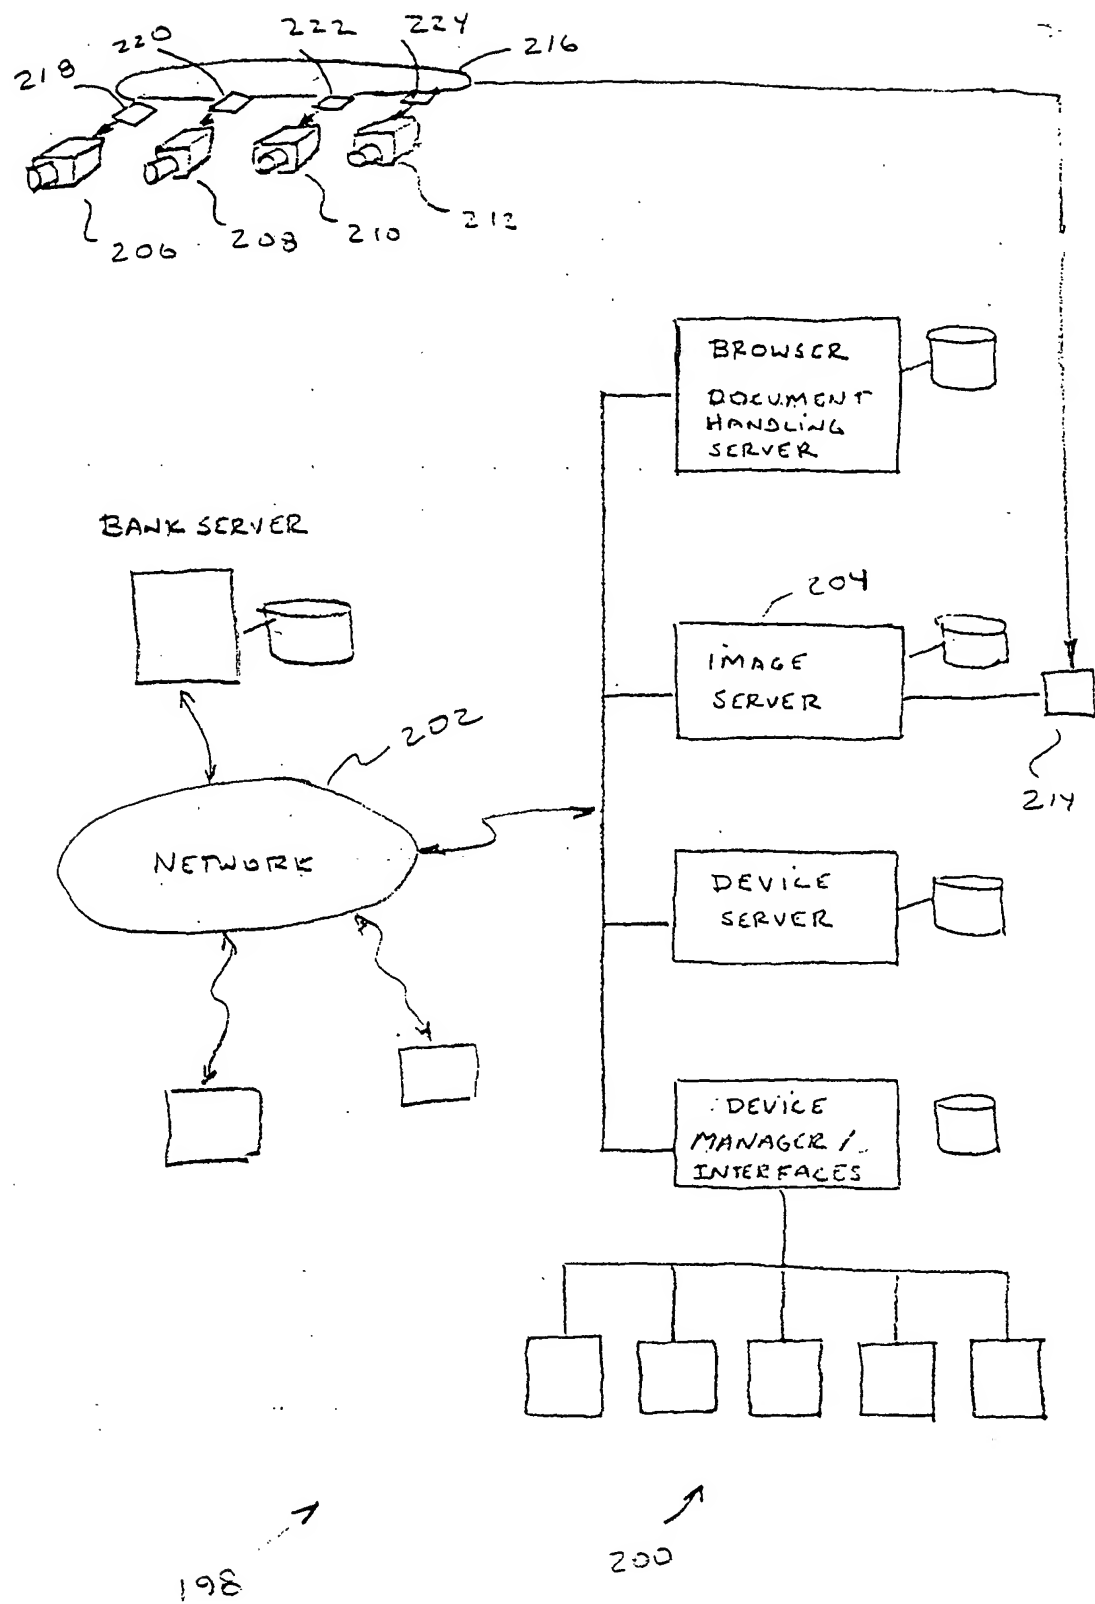 220
222
224
216
218
206
208
210
212
BROWSER
DOCUMENT
HANDLING
SERVER
BANK SERVER
204
IMAGE
SERVER
202
214
NETWORK
DEVICE
SERVER
DEVICE
MANAGER /
INTERFACES
198
200